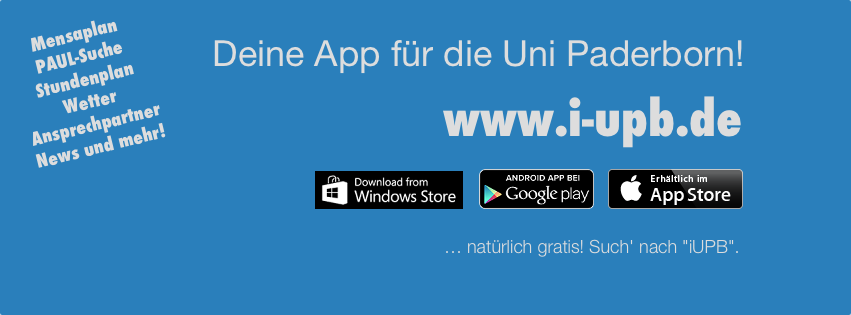 Mensaplan
PAUL-Suche
Stundenplan
Wetter
Ansprechpartner
News und mehr!
Deine App für die Uni Paderborn!
www.i-upb.de
Download from
Windows Store
ANDROID APP BEI
Google play
Erhältlich im
App Store
... natürlich gratis! Such' nach "iUPB".